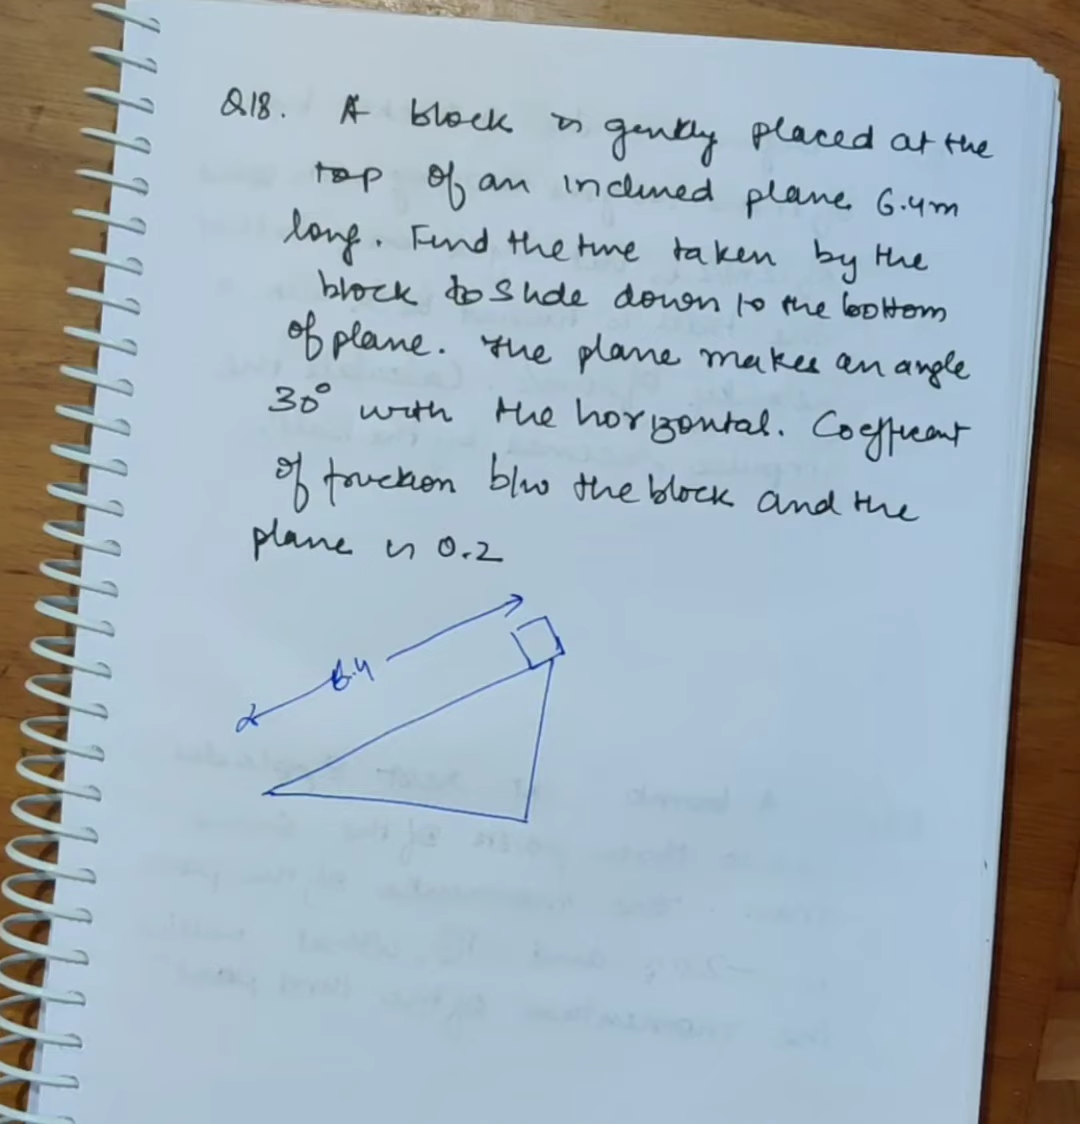 Q18. A block is gently placed at the
top of an inclined plane 6.4m
long. Find the time taken by the
block to slide down to the bottom
of plane. The plane makes an angle
30° with the horizontal. Coefficient
of friction b/w the block and the
plane is 0.2
6.4